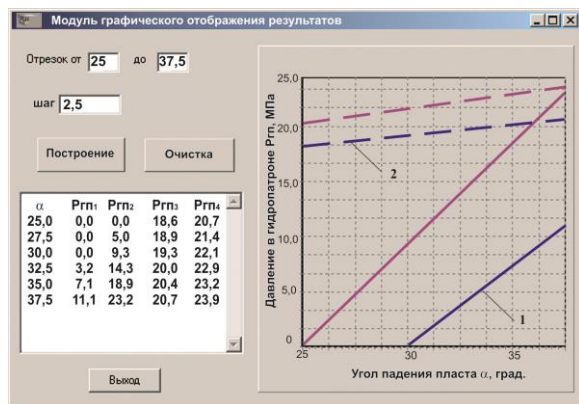 Модуль графического отображения результатов
Отрезок от 25 до 37,5
шаг 2,5
Построение Очистка
α Pгп1 Pгп2 Pгп3 Pгп4
25,0 0,0 0,0 18,6 20,7
27,5 0,0 5,0 18,9 21,4
30,0 0,0 9,3 19,3 22,1
32,5 3,2 14,3 20,0 22,9
35,0 7,1 18,9 20,4 23,2
37,5 11,1 23,2 20,7 23,9
Выход
Давление в гидропатроне Pгп, МПа
25,0
20,0
15,0
10,0
5,0
0
2
1
25 30 35
Угол падения пласта α, град.